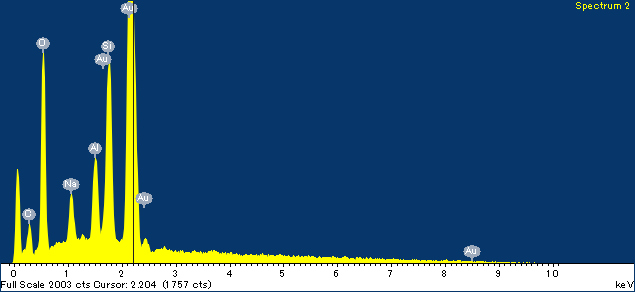 Spectrum 2
Au
O
Si
Au
Al
Na
Au
C
Au
0 1 2 3 4 5 6 7 8 9 10
Full Scale 2003 cts Cursor: 2.204 (1757 cts) keV